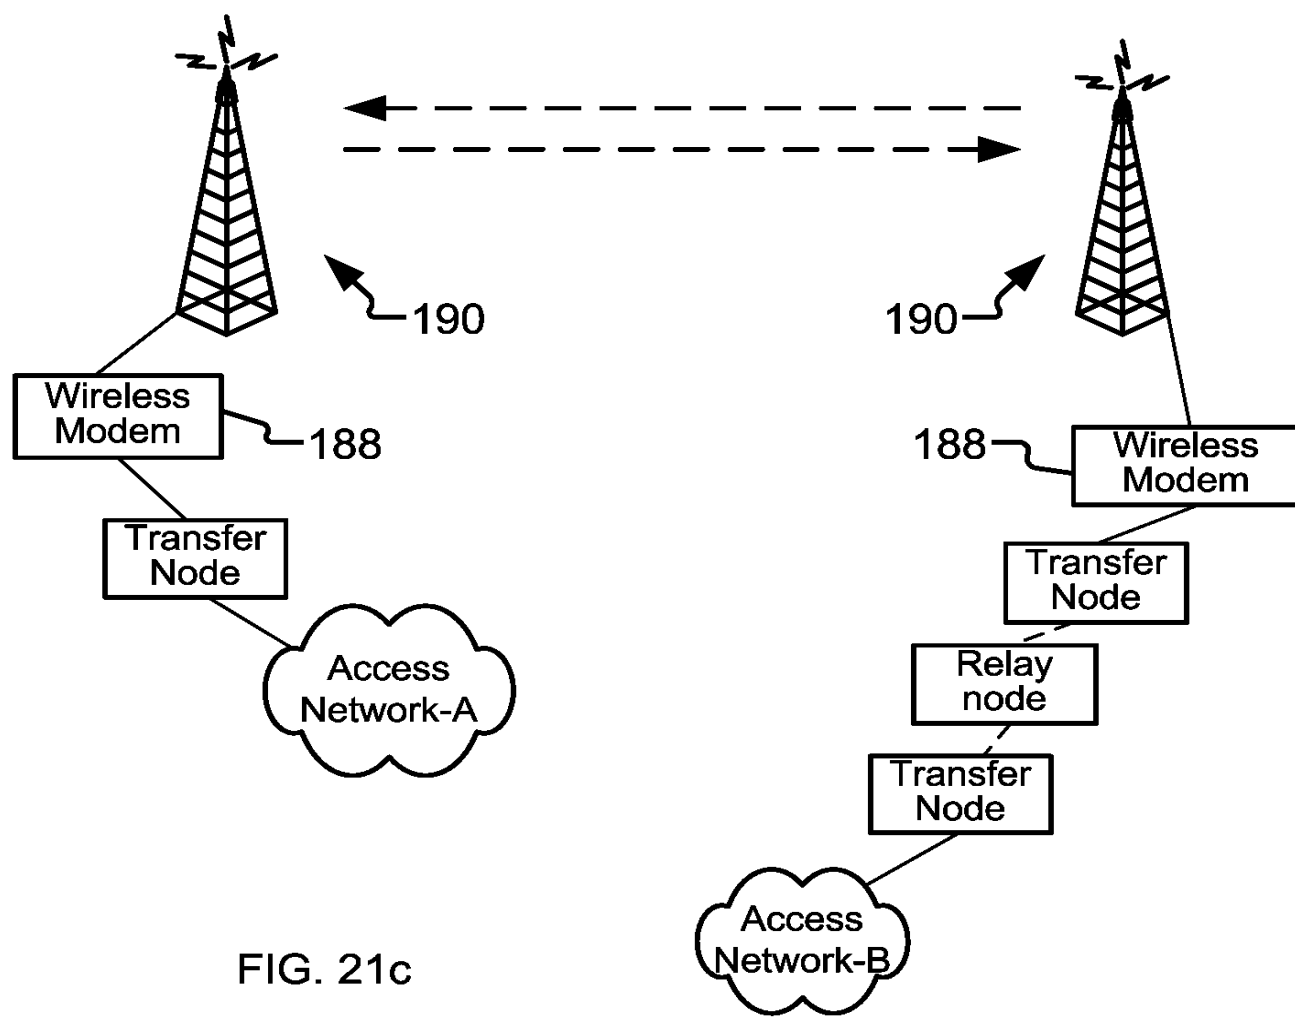 190
190
Wireless
Modem
188
188
Wireless
Modem
Transfer
Node
Transfer
Node
Access
Network-A
Relay
node
Transfer
Node
Access
Network-B
FIG. 21c